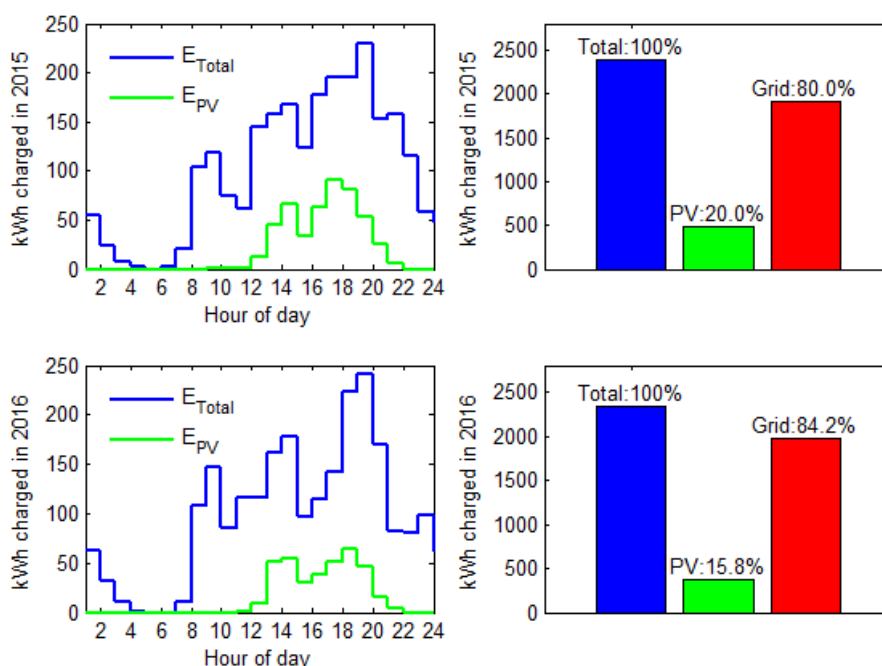 kWh charged in 2015
250
200
150
100
50
0
E_Total
E_PV
2 4 6 8 10 12 14 16 18 20 22 24
Hour of day
kWh charged in 2015
2500
2000
1500
1000
500
0
Total:100%
PV:20.0%
Grid:80.0%
kWh charged in 2016
250
200
150
100
50
0
E_Total
E_PV
2 4 6 8 10 12 14 16 18 20 22 24
Hour of day
kWh charged in 2016
2500
2000
1500
1000
500
0
Total:100%
PV:15.8%
Grid:84.2%